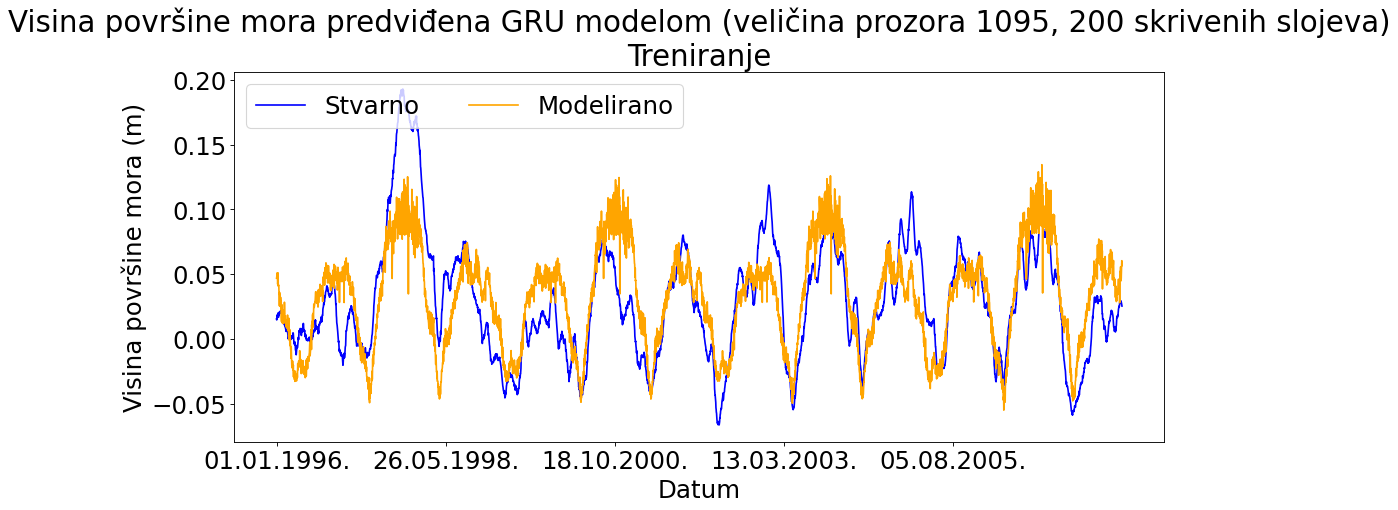 Visina površine mora predviđena GRU modelom (veličina prozora 1095, 200 skrivenih slojeva)
Treniranje
Stvarno
Modelirano
Visina površine mora (m)
0.20
0.15
0.10
0.05
0.00
−0.05
01.01.1996.
26.05.1998.
18.10.2000.
13.03.2003.
05.08.2005.
Datum